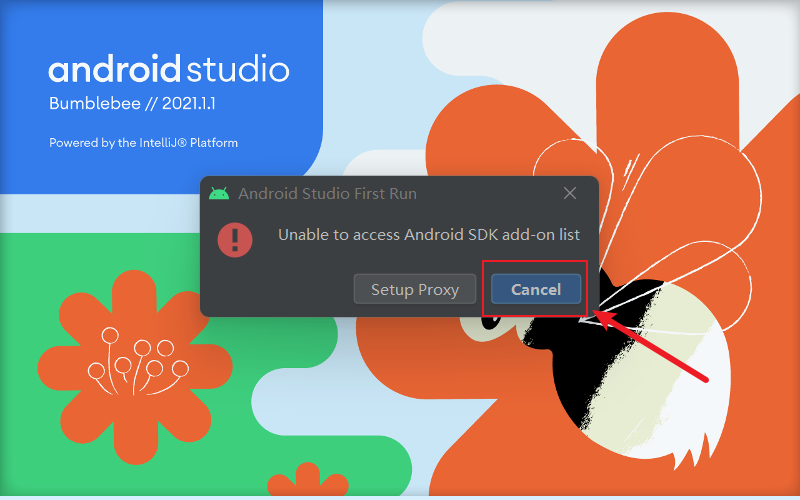 android studio
Bumblebee // 2021.1.1
Powered by the IntelliJ® Platform
Android Studio First Run
Unable to access Android SDK add-on list
Setup Proxy
Cancel